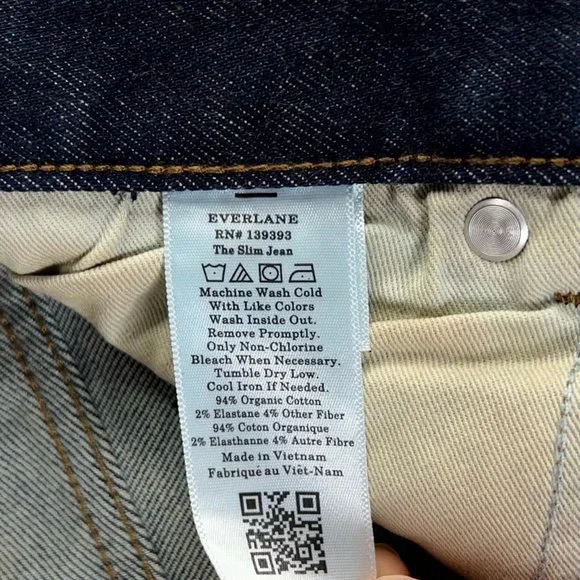 EVERLANE
RN# 139393
The Slim Jean
Machine Wash Cold
With Like Colors
Wash Inside Out.
Remove Promptly.
Only Non-Chlorine
Bleach When Necessary.
Tumble Dry Low.
Cool Iron If Needed.
94% Organic Cotton
2% Elastane 4% Other Fiber
94% Coton Organique
2% Elasthanne 4% Autre Fibre
Made in Vietnam
Fabriqué au Viêt-Nam